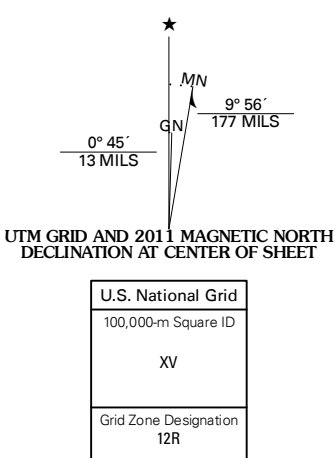 ★
MN
GN
9° 56´
177 MILS
0° 45´
13 MILS
UTM GRID AND 2011 MAGNETIC NORTH
DECLINATION AT CENTER OF SHEET
U.S. National Grid
100,000-m Square ID
XV
Grid Zone Designation
12R